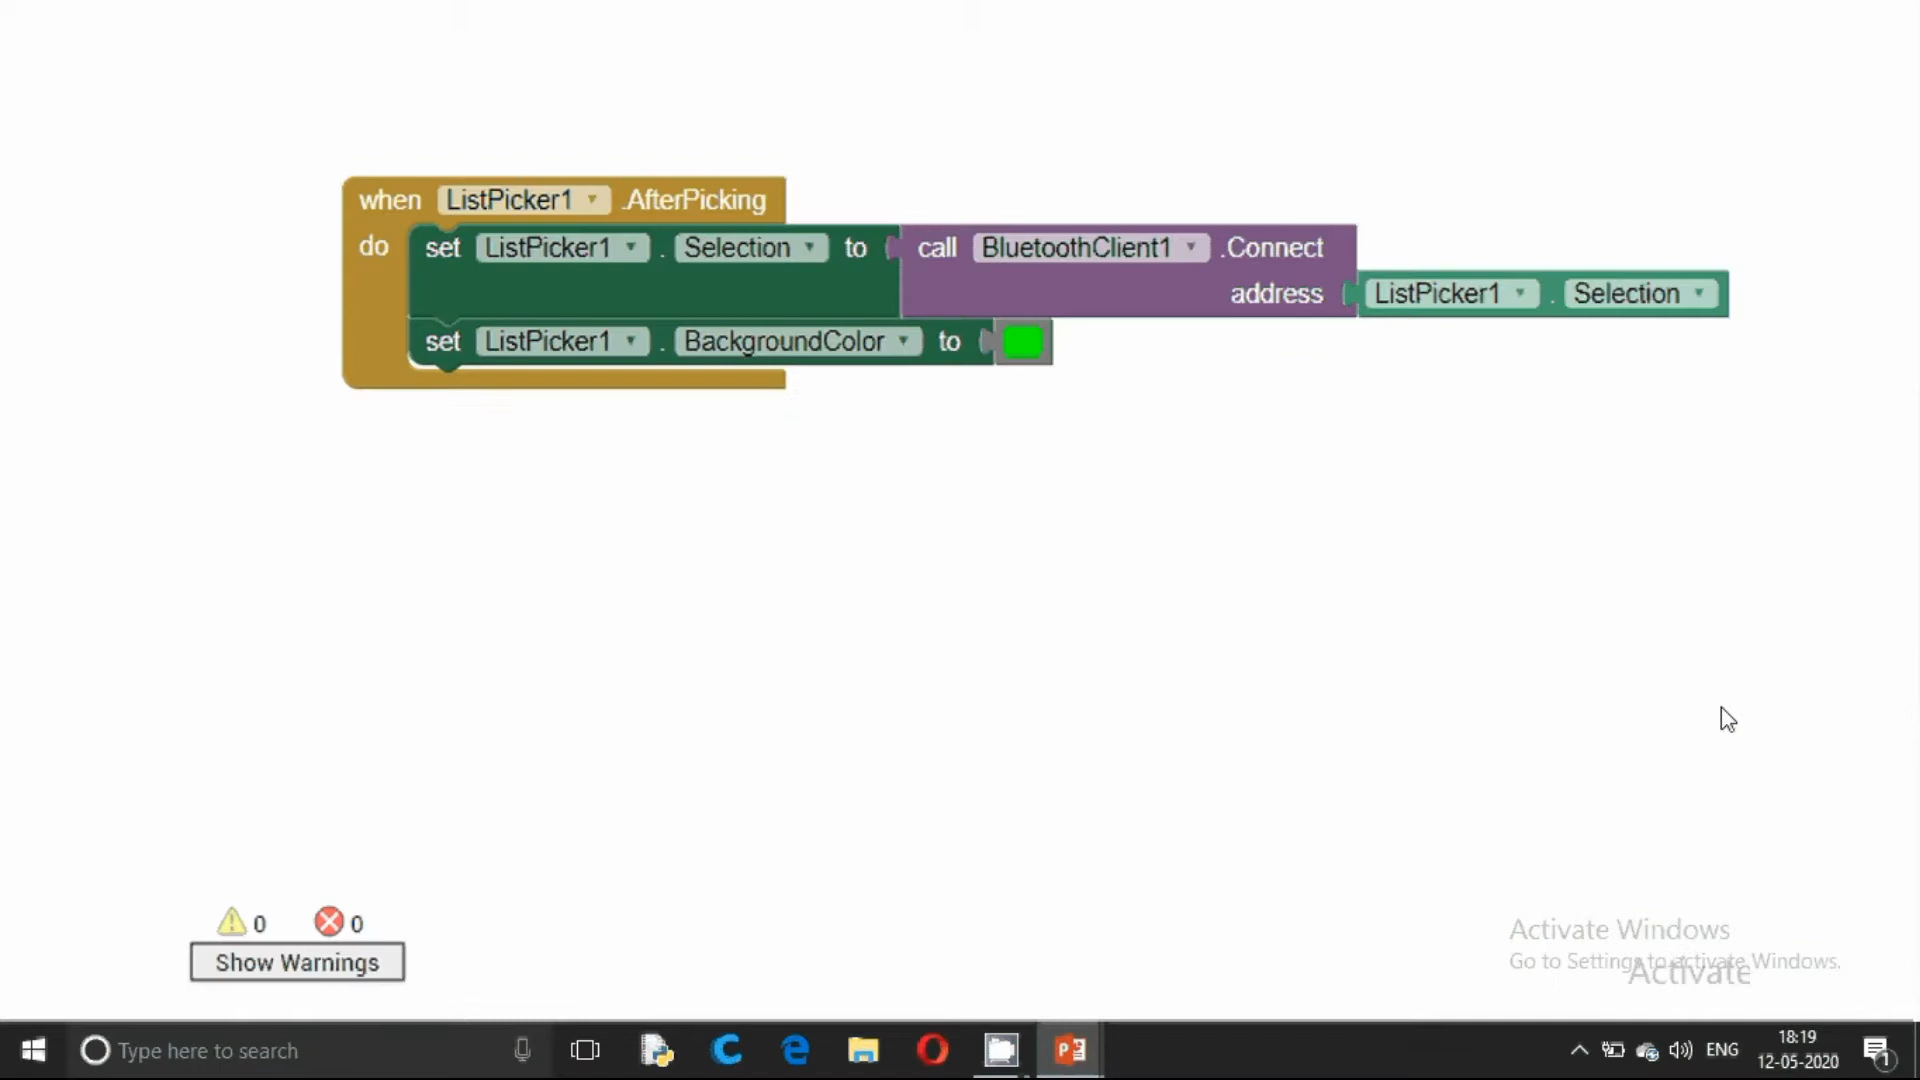 when ListPicker1 .AfterPicking
do set ListPicker1 . Selection to call BluetoothClient1 .Connect
address ListPicker1 . Selection
set ListPicker1 . BackgroundColor to
0 0
Show Warnings
Activate Windows
Go to Settings to activate Windows.
Activate
Type here to search
ENG
18:19
12-05-2020
1